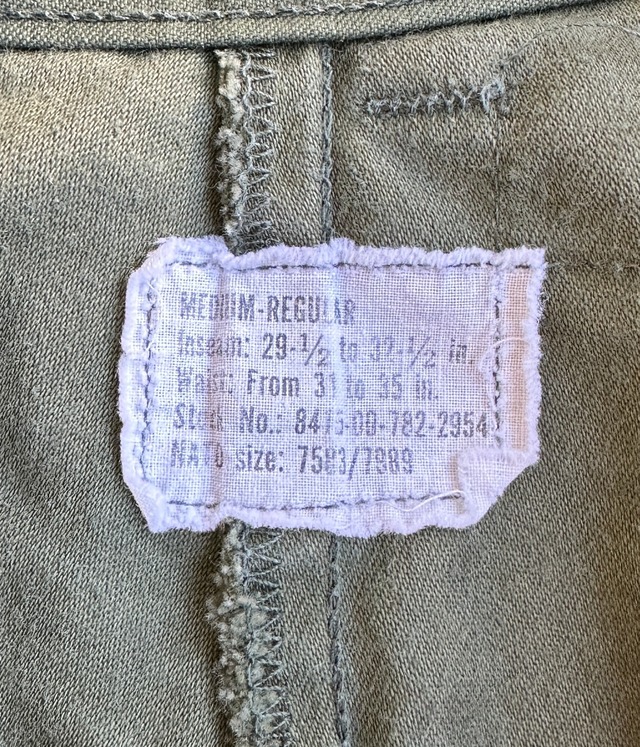 MEDIUM-REGULAR
Inseam: 29-1/2 to 32-1/2 in.
Waist: From 31 to 35 in.
Stock No.: 8415-00-782-2954
NATO size: 7583/7989